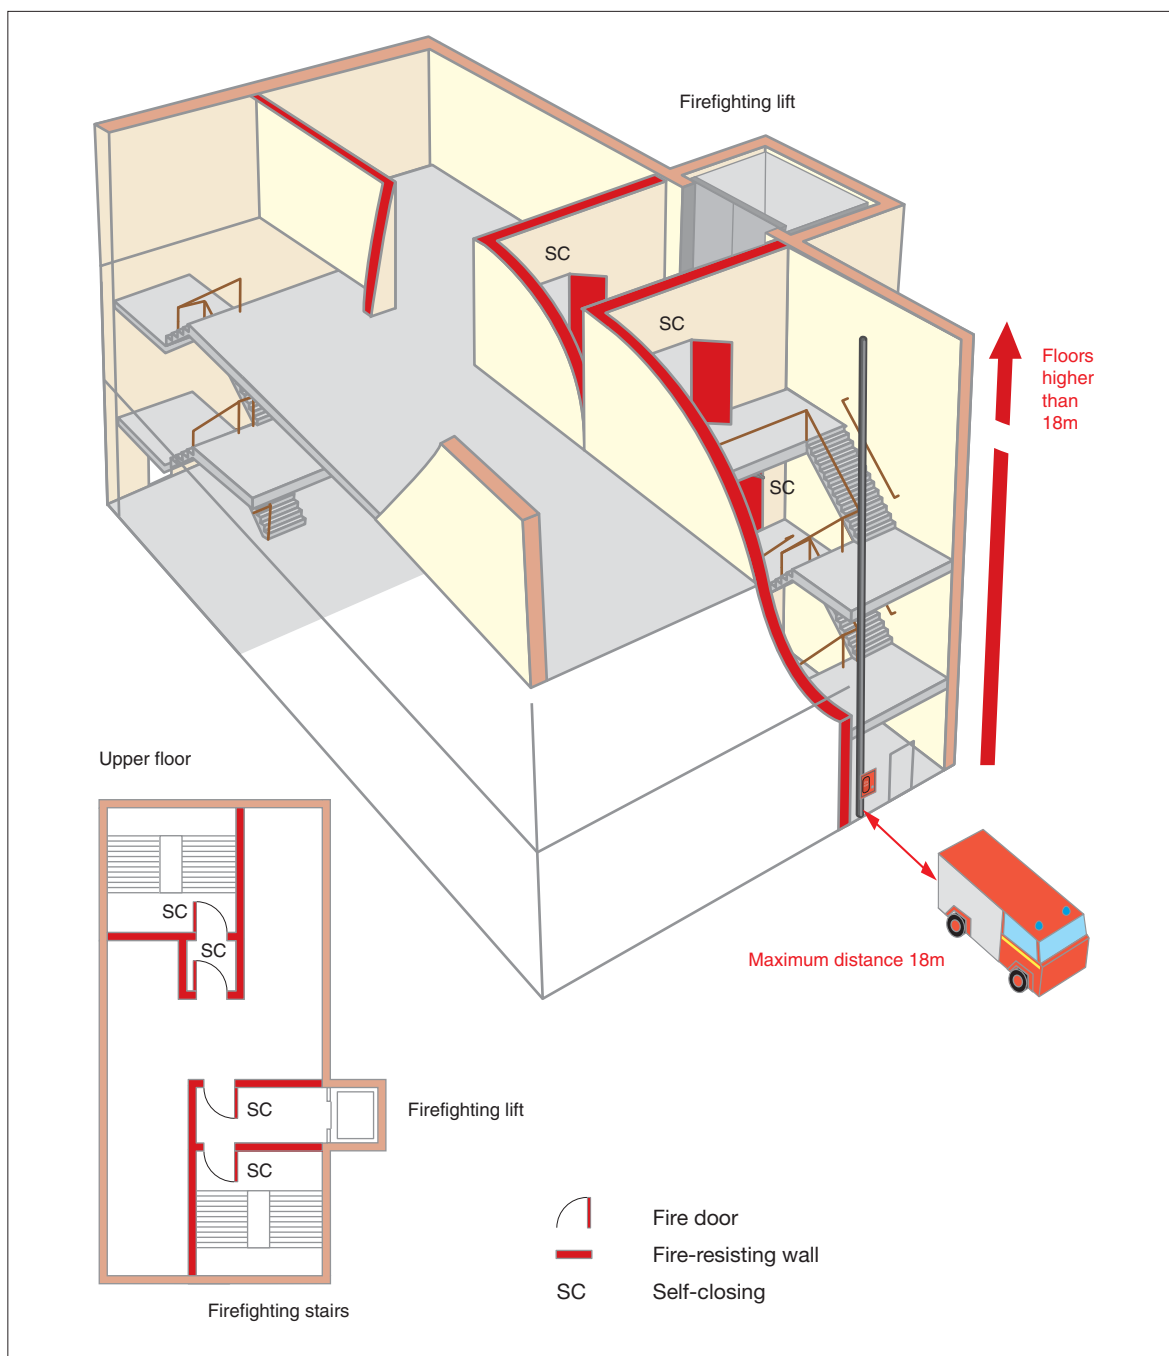 Firefighting lift
SC
SC
Floors
higher
than
18m
SC
Upper floor
Maximum distance 18m
SC
SC
SC
Firefighting lift
SC
Fire door
Fire-resisting wall
SC
Self-closing
Firefighting stairs